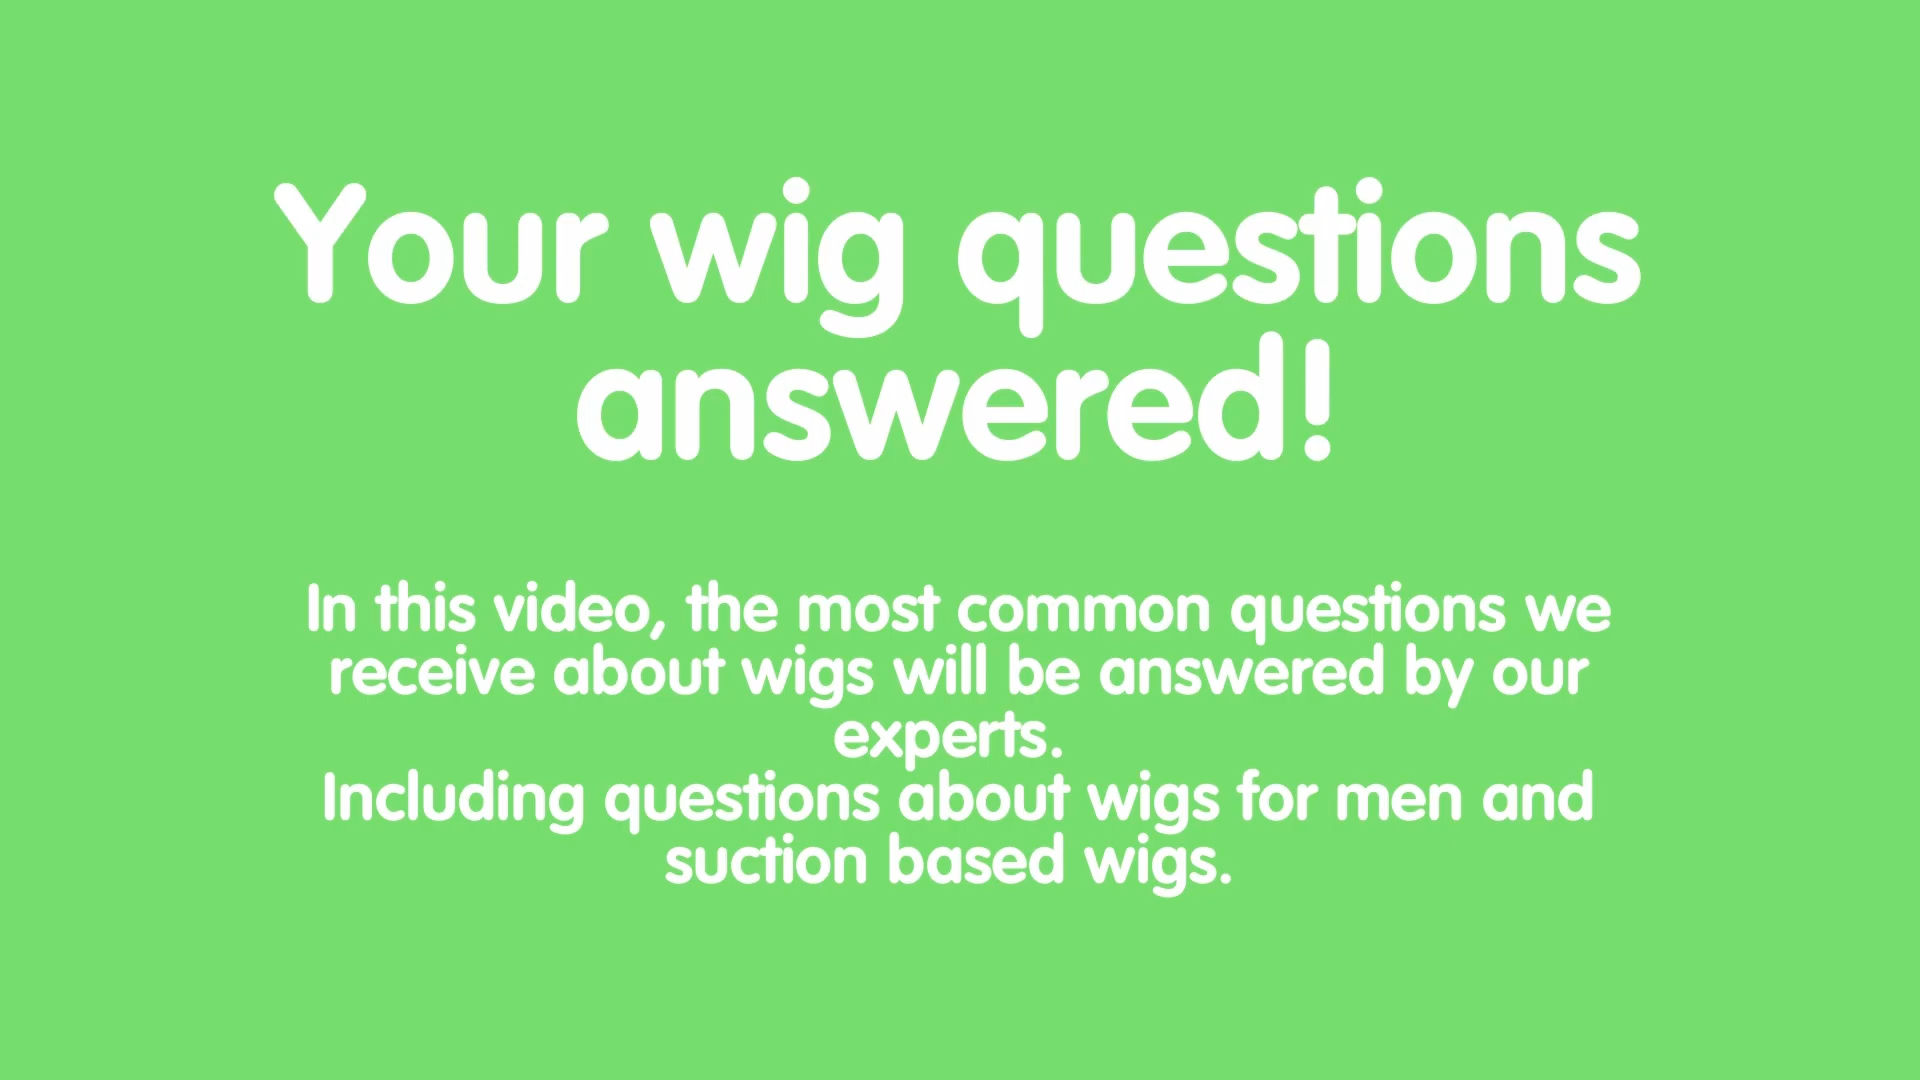 Your wig questions
answered!
In this video, the most common questions we
receive about wigs will be answered by our
experts.
Including questions about wigs for men and
suction based wigs.